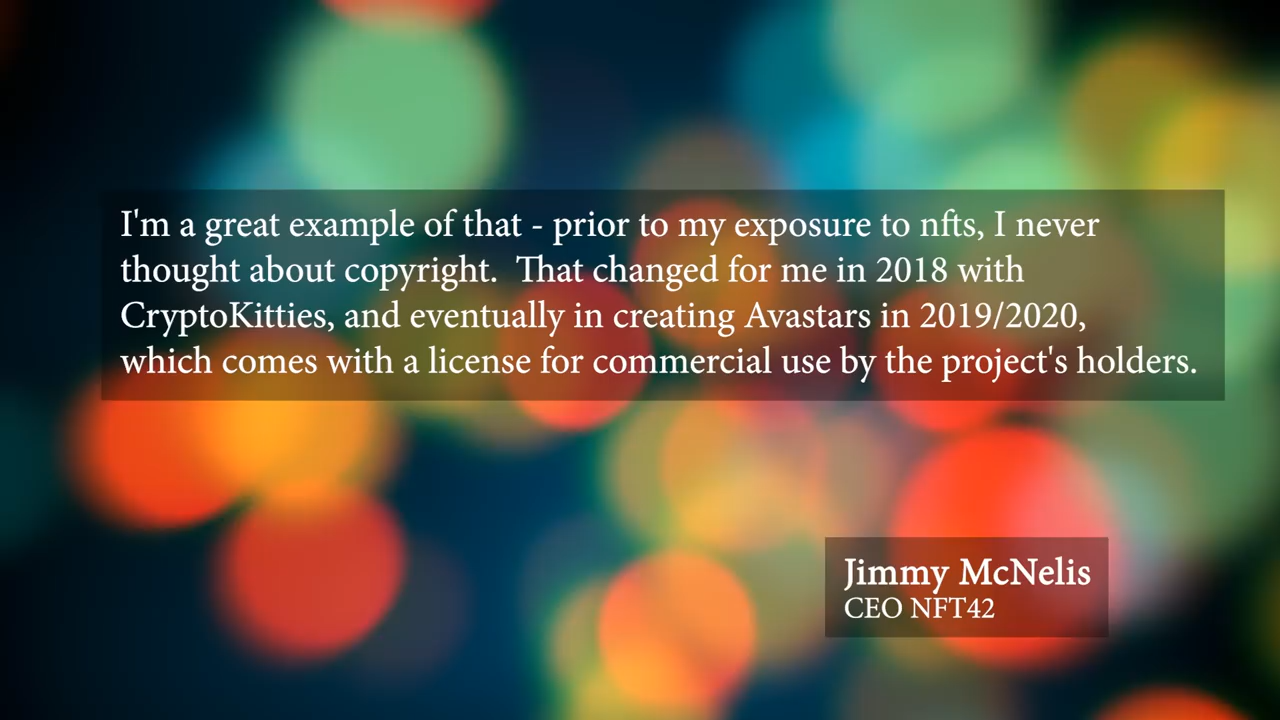 I'm a great example of that - prior to my exposure to nfts, I never
thought about copyright.  That changed for me in 2018 with
CryptoKitties, and eventually in creating Avastars in 2019/2020,
which comes with a license for commercial use by the project's holders.
Jimmy McNelis
CEO NFT42